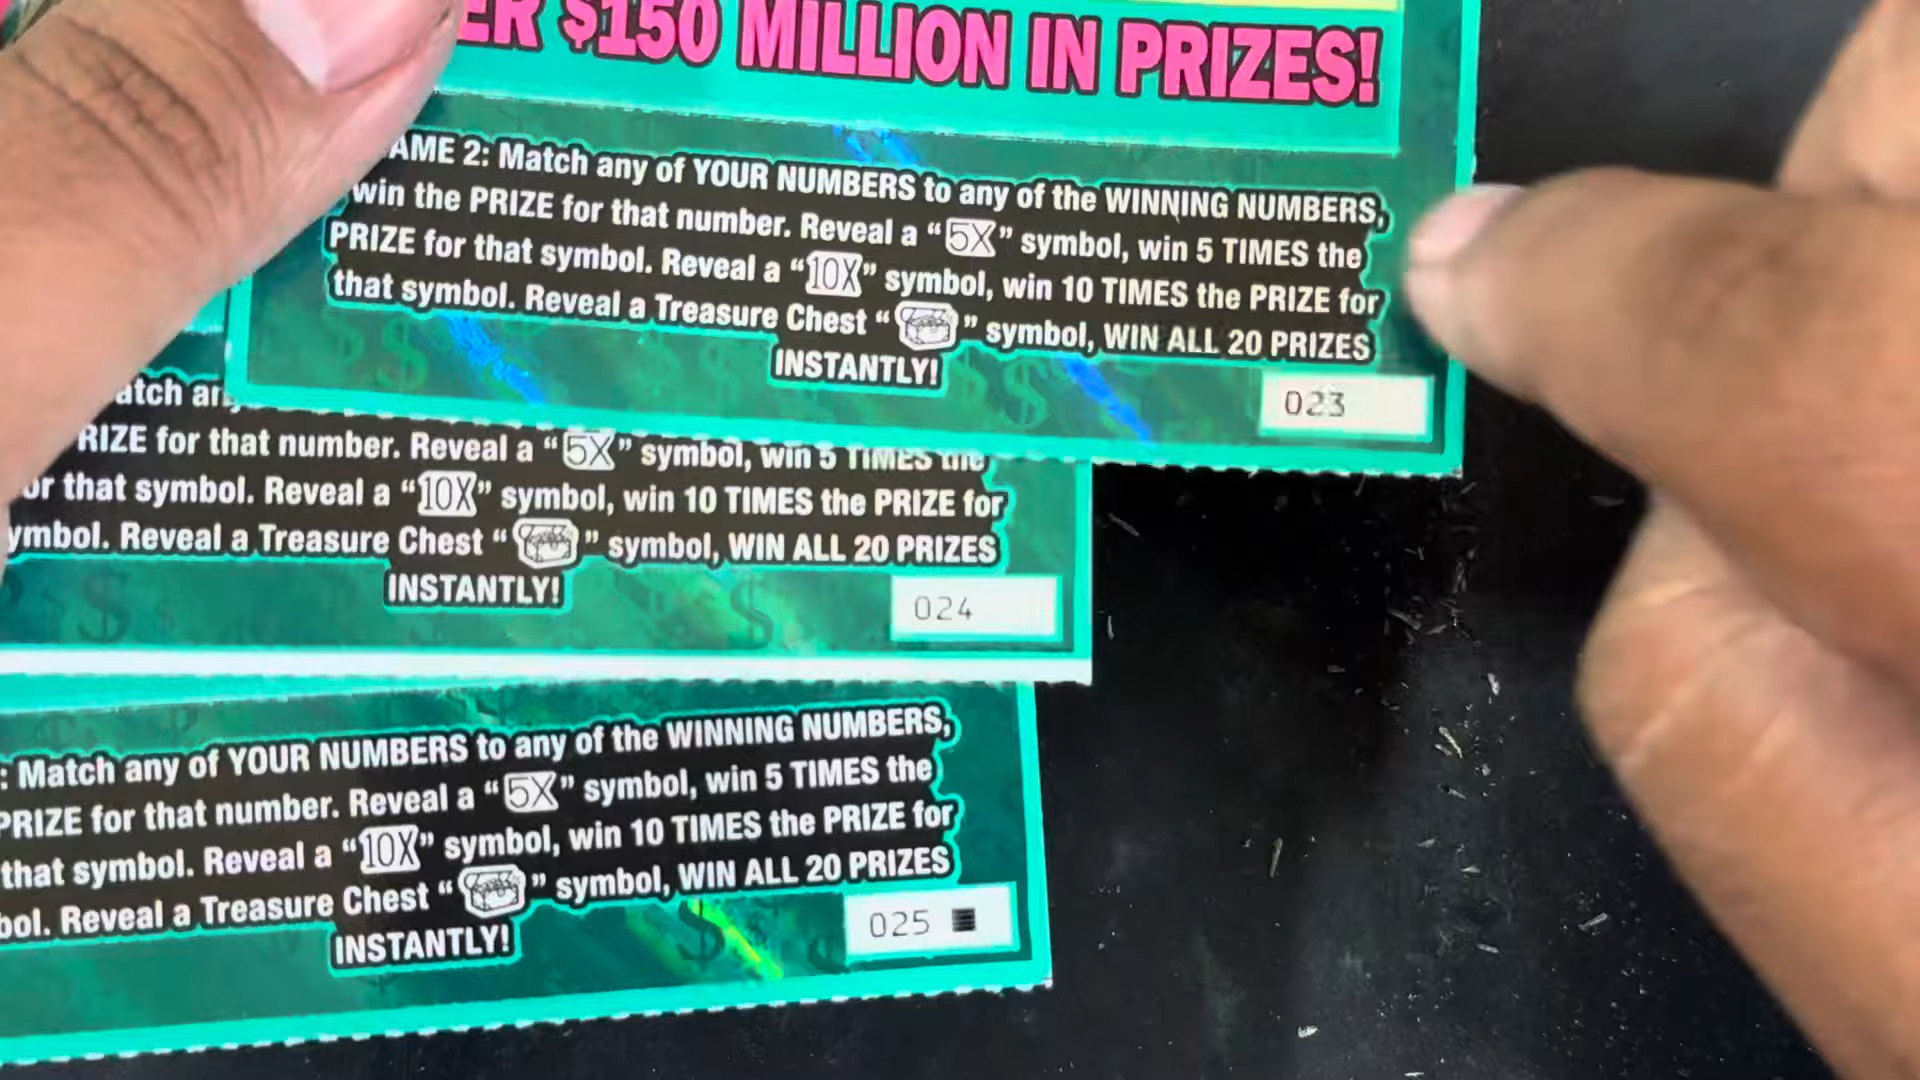 ER $150 MILLION IN PRIZES!
AME 2: Match any of YOUR NUMBERS to any of the WINNING NUMBERS,
win the PRIZE for that number. Reveal a “5X” symbol, win 5 TIMES the
PRIZE for that symbol. Reveal a “10X” symbol, win 10 TIMES the PRIZE for
that symbol. Reveal a Treasure Chest “ ” symbol, WIN ALL 20 PRIZES
INSTANTLY!
023
atch an
RIZE for that number. Reveal a “5X” symbol, win 5 TIMES the
or that symbol. Reveal a “10X” symbol, win 10 TIMES the PRIZE for
ymbol. Reveal a Treasure Chest “ ” symbol, WIN ALL 20 PRIZES
INSTANTLY!
024
: Match any of YOUR NUMBERS to any of the WINNING NUMBERS,
PRIZE for that number. Reveal a “5X” symbol, win 5 TIMES the
that symbol. Reveal a “10X” symbol, win 10 TIMES the PRIZE for
bol. Reveal a Treasure Chest “ ” symbol, WIN ALL 20 PRIZES
INSTANTLY!
025